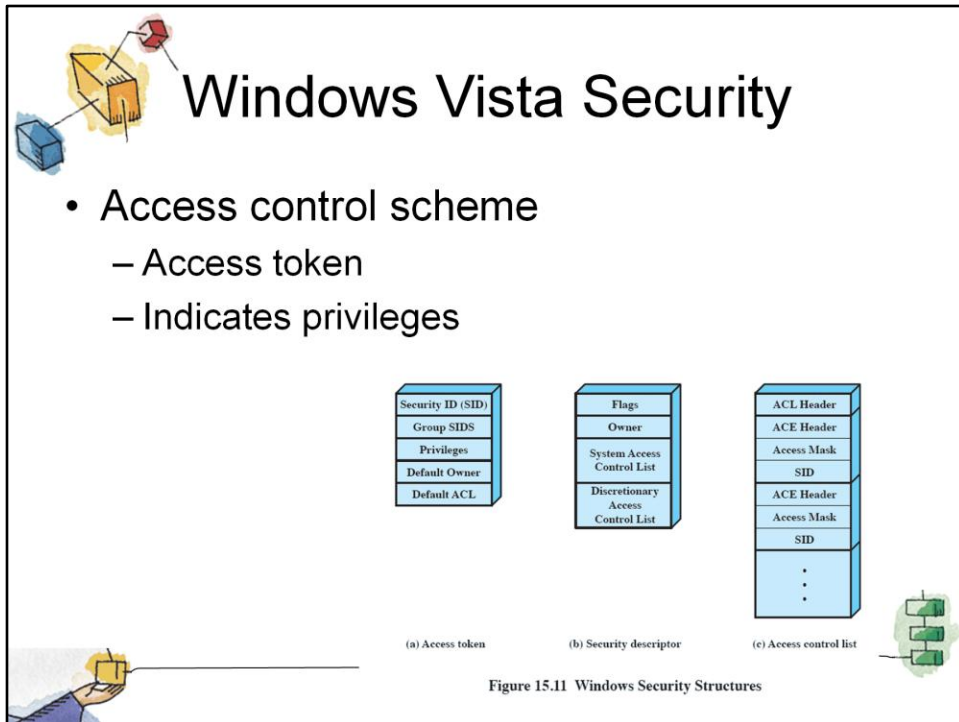 Windows Vista Security
• Access control scheme
– Access token
– Indicates privileges
Security ID (SID)
Group SIDS
Privileges
Default Owner
Default ACL
(a) Access token
Flags
Owner
System Access
Control List
Discretionary
Access
Control List
(b) Security descriptor
ACL Header
ACE Header
Access Mask
SID
ACE Header
Access Mask
SID
(c) Access control list
Figure 15.11 Windows Security Structures